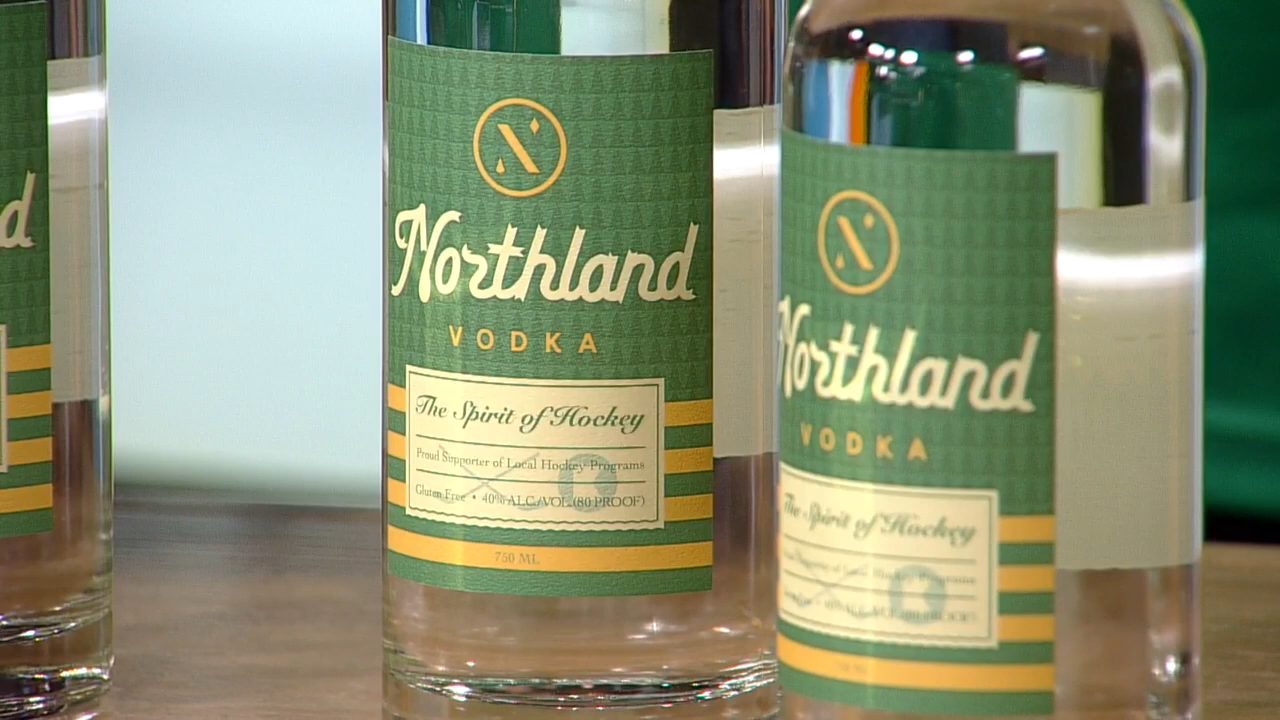 N
Northland
VODKA
The Spirit of Hockey
Proud Supporter of Local Hockey Programs
Gluten Free • 40% ALC./VOL. (80 PROOF)
750 ML
N
Northland
VODKA
The Spirit of Hockey
d